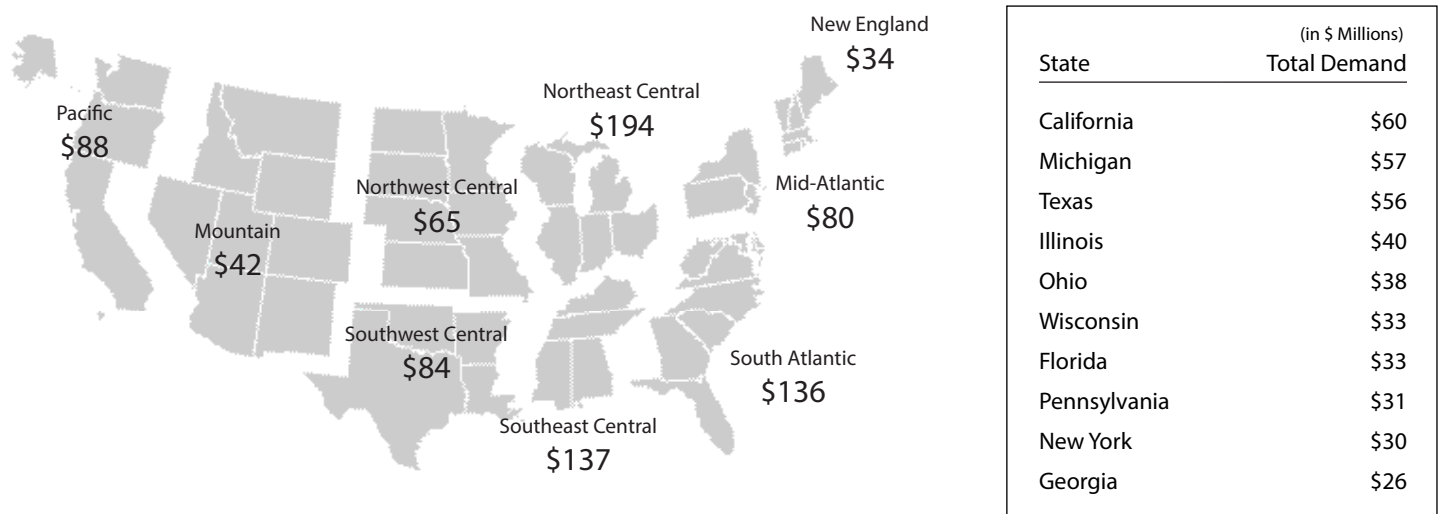 New England
$34
Northeast Central
$194
Pacific
$88
Northwest Central
$65
Mid-Atlantic
$80
Mountain
$42
Southwest Central
$84
South Atlantic
$136
Southeast Central
$137
(in $ Millions)
State Total Demand
California $60
Michigan $57
Texas $56
Illinois $40
Ohio $38
Wisconsin $33
Florida $33
Pennsylvania $31
New York $30
Georgia $26